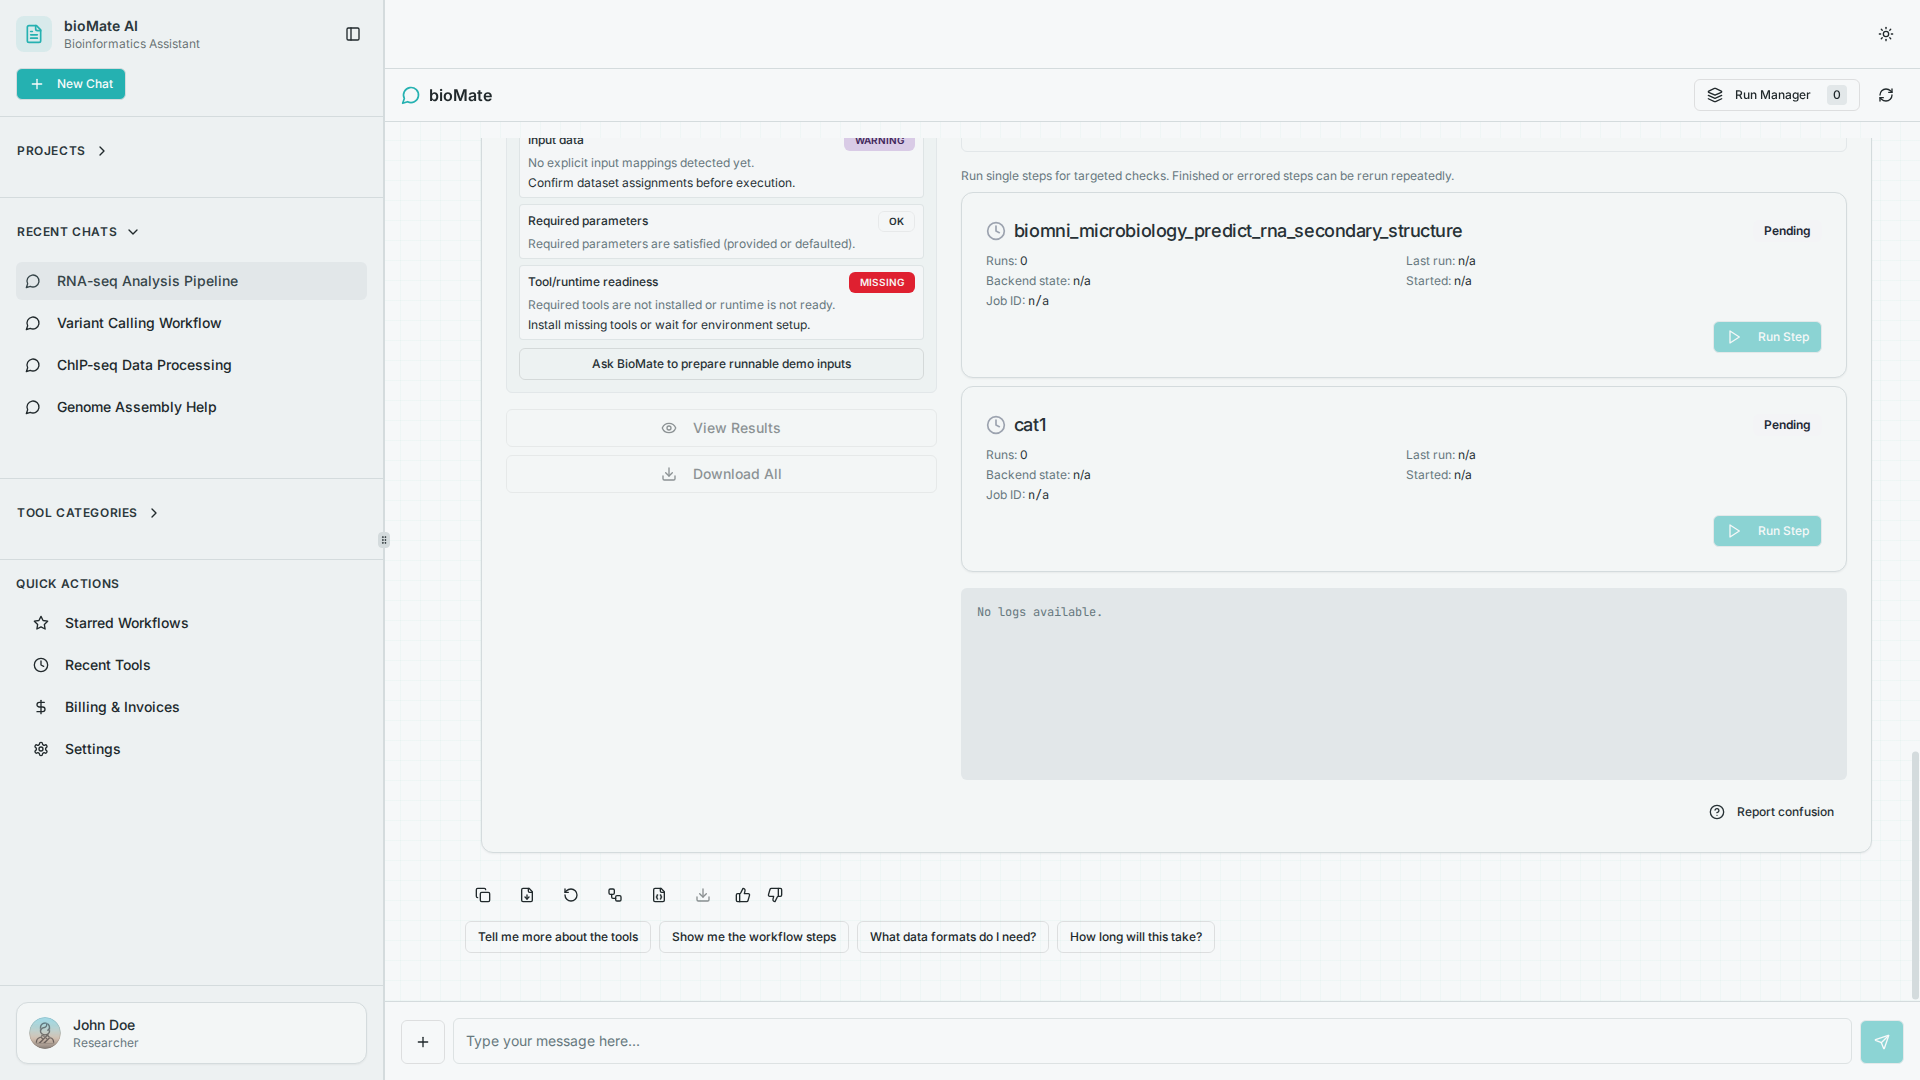 bioMate AI
Bioinformatics Assistant
New Chat
PROJECTS
RECENT CHATS
RNA-seq Analysis Pipeline
Variant Calling Workflow
ChIP-seq Data Processing
Genome Assembly Help
TOOL CATEGORIES
QUICK ACTIONS
Starred Workflows
Recent Tools
Billing & Invoices
Settings
John Doe
Researcher
bioMate
Run Manager 0
Input data WARNING
No explicit input mappings detected yet.
Confirm dataset assignments before execution.
Required parameters OK
Required parameters are satisfied (provided or defaulted).
Tool/runtime readiness MISSING
Required tools are not installed or runtime is not ready.
Install missing tools or wait for environment setup.
Ask BioMate to prepare runnable demo inputs
View Results
Download All
Run single steps for targeted checks. Finished or errored steps can be rerun repeatedly.
biomni_microbiology_predict_rna_secondary_structure Pending
Runs: 0 Last run: n/a
Backend state: n/a Started: n/a
Job ID: n/a
Run Step
cat1 Pending
Runs: 0 Last run: n/a
Backend state: n/a Started: n/a
Job ID: n/a
Run Step
No logs available.
Report confusion
Tell me more about the tools Show me the workflow steps What data formats do I need? How long will this take?
Type your message here...